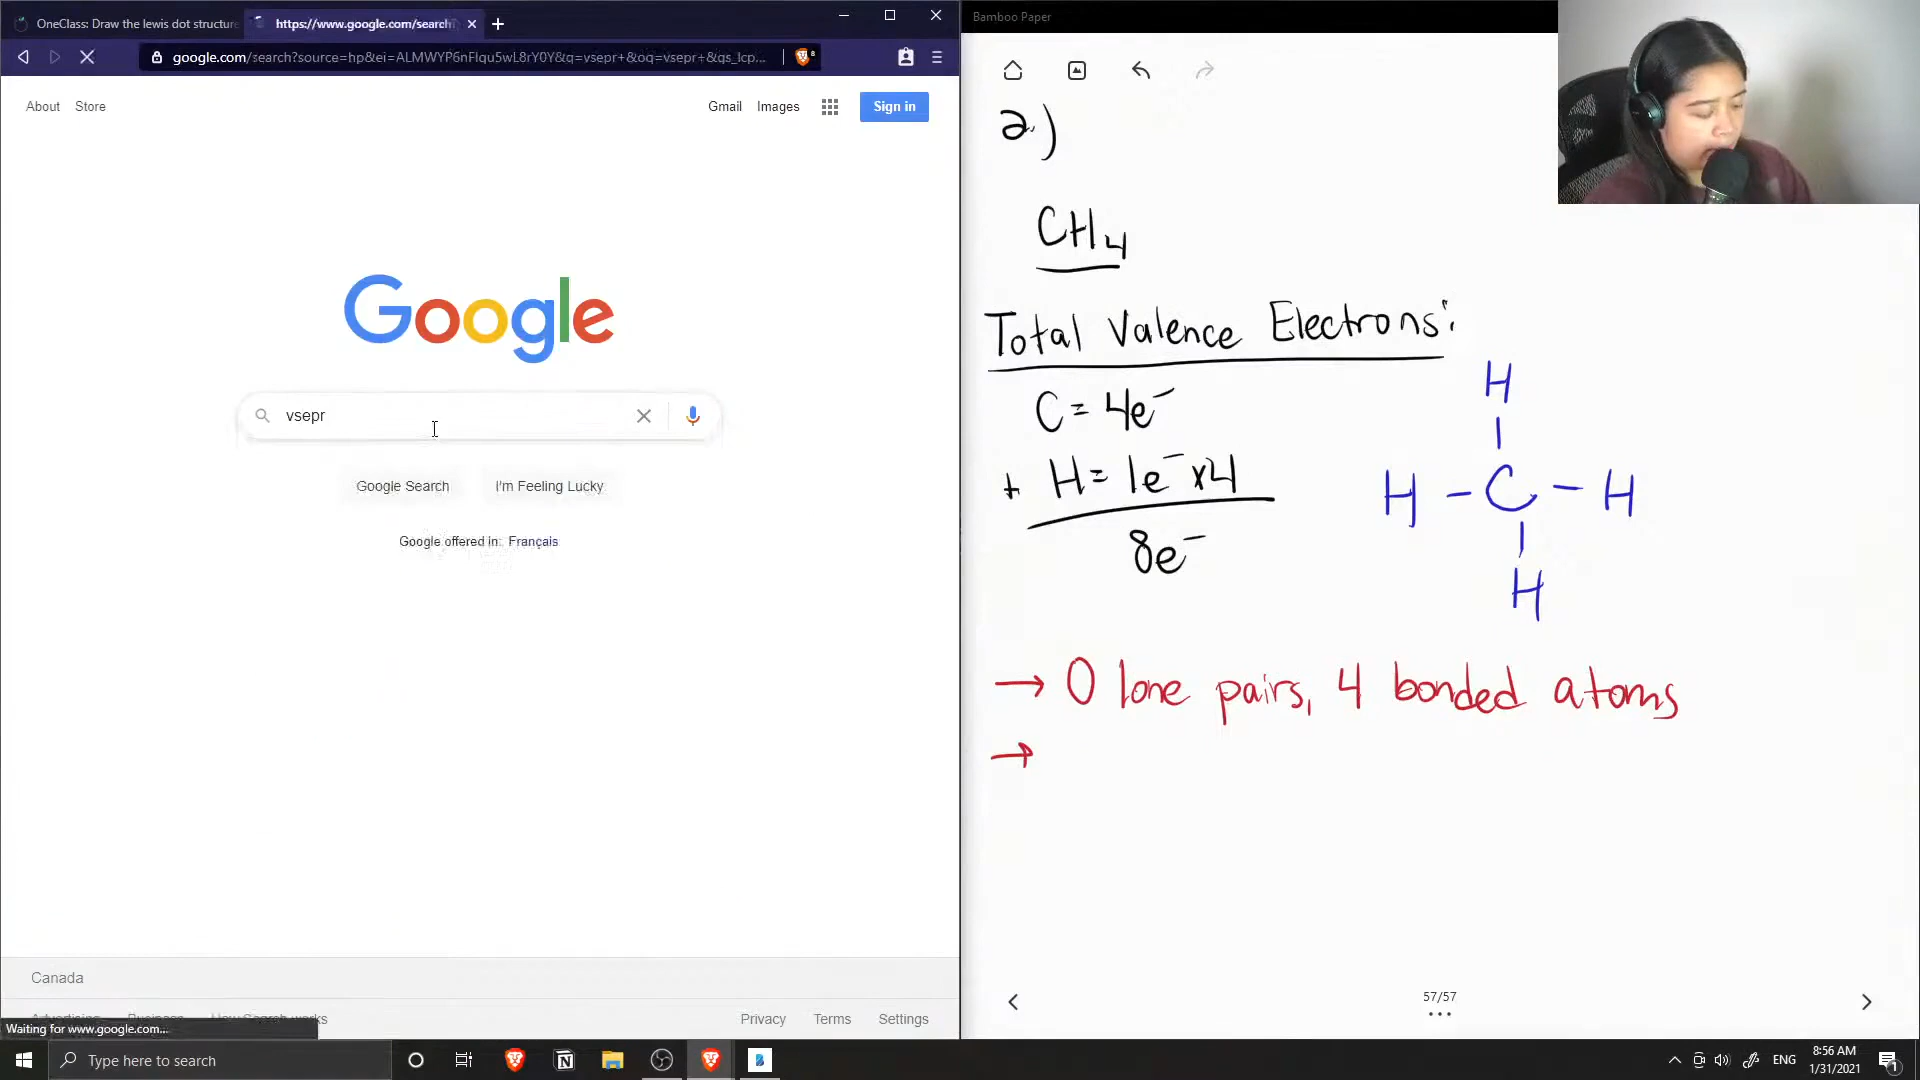 OneClass: Draw the lewis dot structure
https://www.google.com/search
google.com/search?source=hp&ei=ALMWYP6nFIqu5wL8rY0Y&q=vsepr+&oq=vsepr+&gs_lcp...
8
About Store
Gmail Images
Sign in
Google
vsepr
Google Search
I'm Feeling Lucky
Google offered in: Français
Canada
Privacy Terms Settings
Waiting for www.google.com...
Bamboo Paper
2.)
CH4
Total Valence Electrons:
C = 4e-
+ H = 1e- x4
8e-
H
H - C - H
H
→ 0 lone pairs, 4 bonded atoms
→
57/57
Type here to search
ENG
8:56 AM
1/31/2021
1